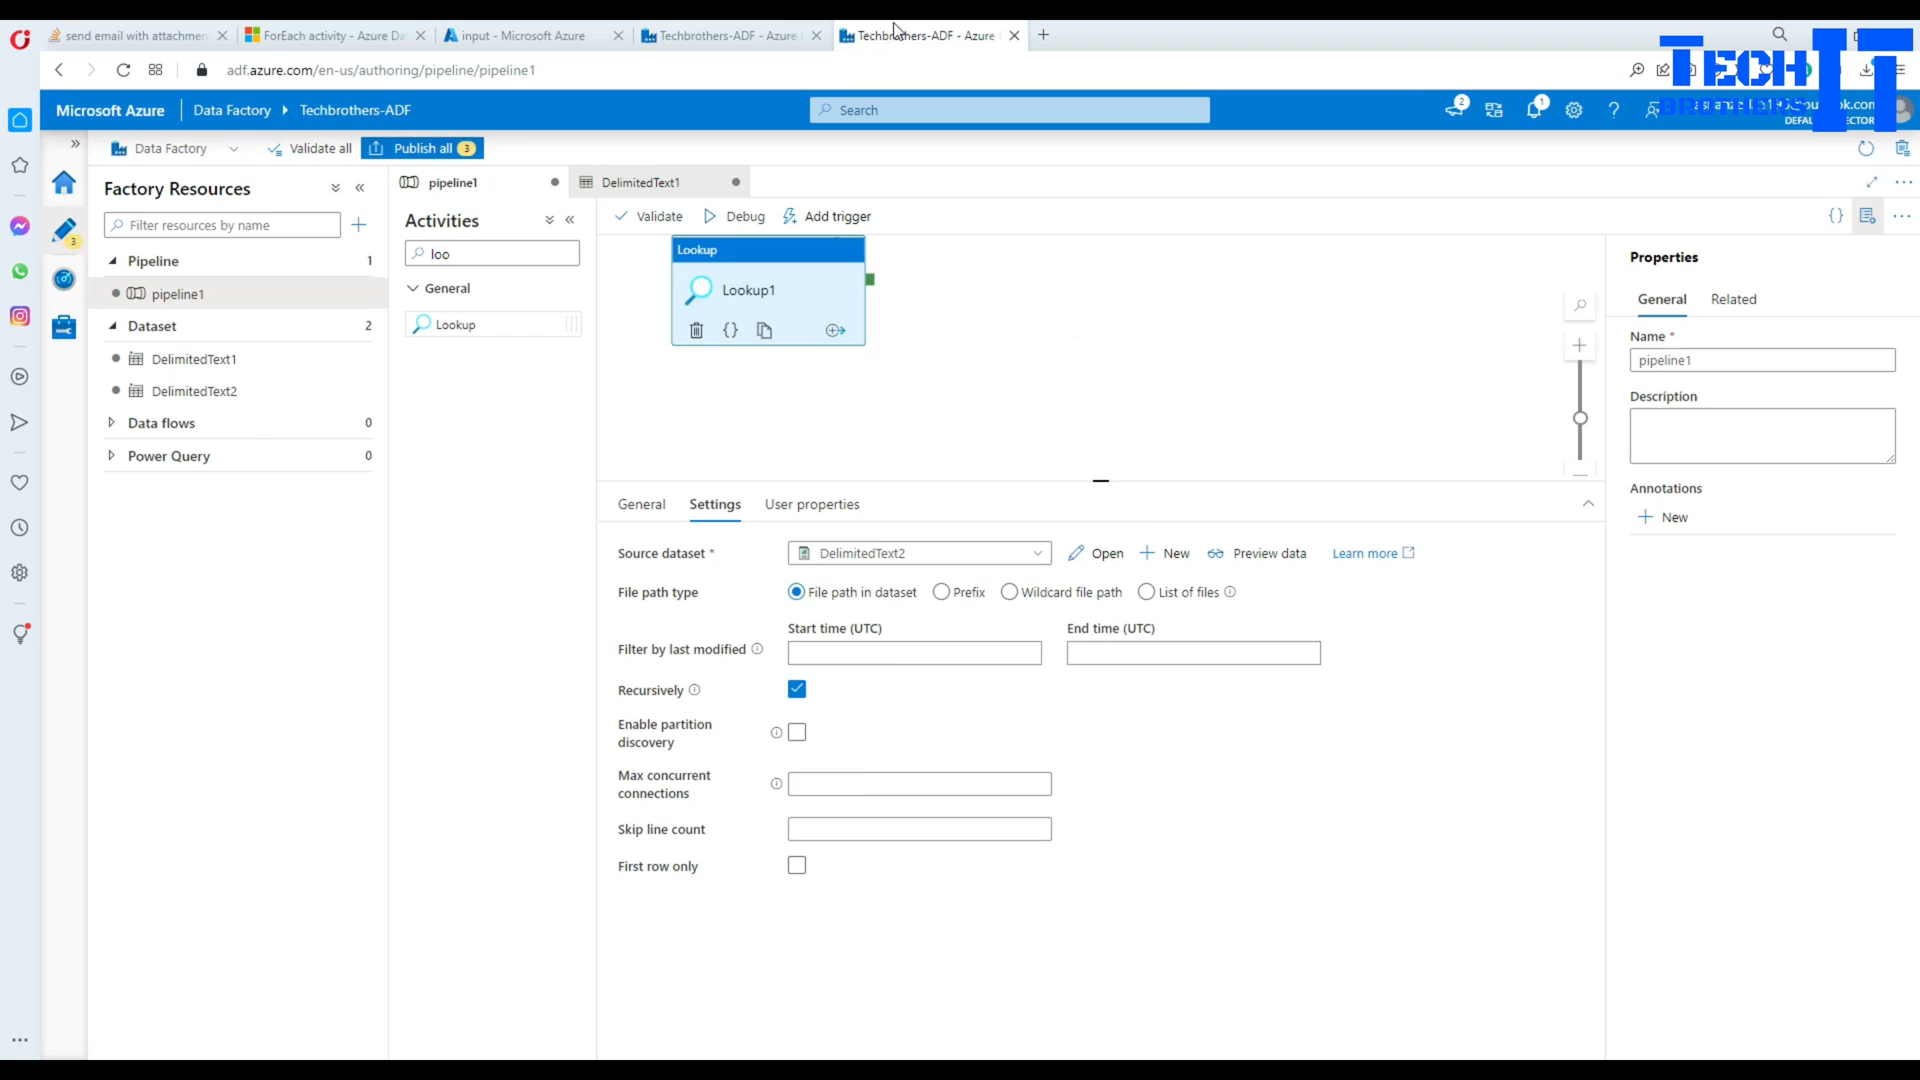 send email with attachmen
ForEach activity - Azure Da
input - Microsoft Azure
Techbrothers-ADF - Azure
Techbrothers-ADF - Azure
adf.azure.com/en-us/authoring/pipeline/pipeline1
TECH IT
BROTHERS
Microsoft Azure
Data Factory
Techbrothers-ADF
Search
2
1
Data Factory
Validate all
Publish all 3
Factory Resources
Filter resources by name
3
Pipeline 1
pipeline1
Dataset 2
DelimitedText1
DelimitedText2
Data flows 0
Power Query 0
pipeline1
DelimitedText1
Activities
loo
General
Lookup
Validate
Debug
Add trigger
Lookup
Lookup1
General
Settings
User properties
Source dataset *
DelimitedText2
Open
New
Preview data
Learn more
File path type
File path in dataset
Prefix
Wildcard file path
List of files
Start time (UTC)
End time (UTC)
Filter by last modified
Recursively
Enable partition
discovery
Max concurrent
connections
Skip line count
First row only
Properties
General
Related
Name *
pipeline1
Description
Annotations
New